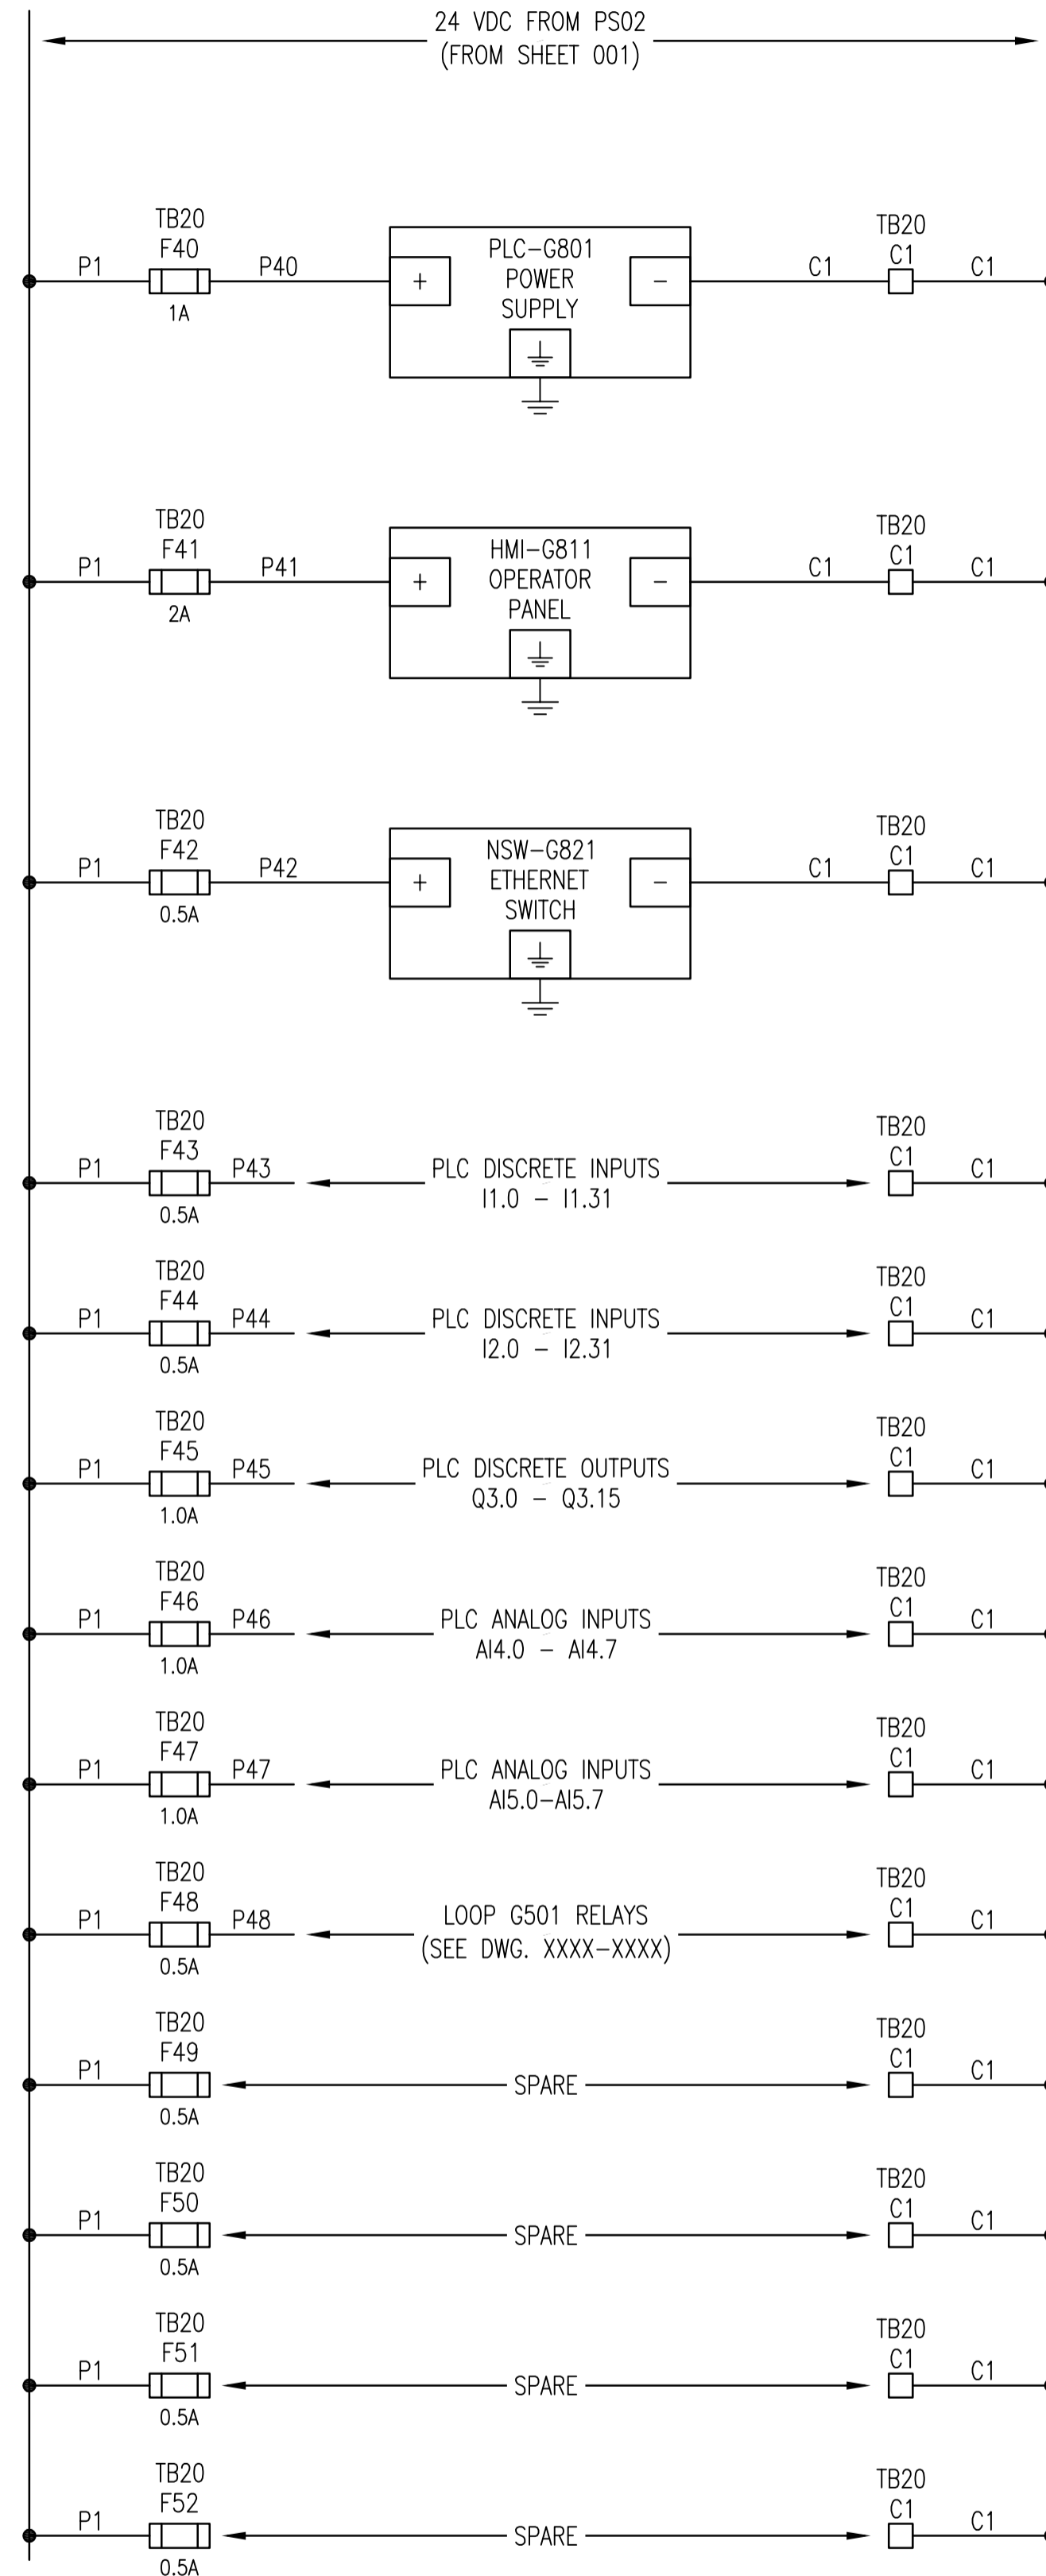 24 VDC FROM PS02
(FROM SHEET 001)
TB20
F40
P1
P40
1A
PLC-G801
POWER
SUPPLY
+
-
C1
TB20
C1
C1
TB20
F41
P1
P41
2A
HMI-G811
OPERATOR
PANEL
+
-
C1
TB20
C1
C1
TB20
F42
P1
P42
0.5A
NSW-G821
ETHERNET
SWITCH
+
-
C1
TB20
C1
C1
TB20
F43
P1
P43
0.5A
PLC DISCRETE INPUTS
I1.0 - I1.31
TB20
C1
C1
TB20
F44
P1
P44
0.5A
PLC DISCRETE INPUTS
I2.0 - I2.31
TB20
C1
C1
TB20
F45
P1
P45
1.0A
PLC DISCRETE OUTPUTS
Q3.0 - Q3.15
TB20
C1
C1
TB20
F46
P1
P46
1.0A
PLC ANALOG INPUTS
AI4.0 - AI4.7
TB20
C1
C1
TB20
F47
P1
P47
1.0A
PLC ANALOG INPUTS
AI5.0-AI5.7
TB20
C1
C1
TB20
F48
P1
P48
0.5A
LOOP G501 RELAYS
(SEE DWG. XXXX-XXXX)
TB20
C1
C1
TB20
F49
P1
0.5A
SPARE
TB20
C1
C1
TB20
F50
P1
0.5A
SPARE
TB20
C1
C1
TB20
F51
P1
0.5A
SPARE
TB20
C1
C1
TB20
F52
P1
0.5A
SPARE
TB20
C1
C1